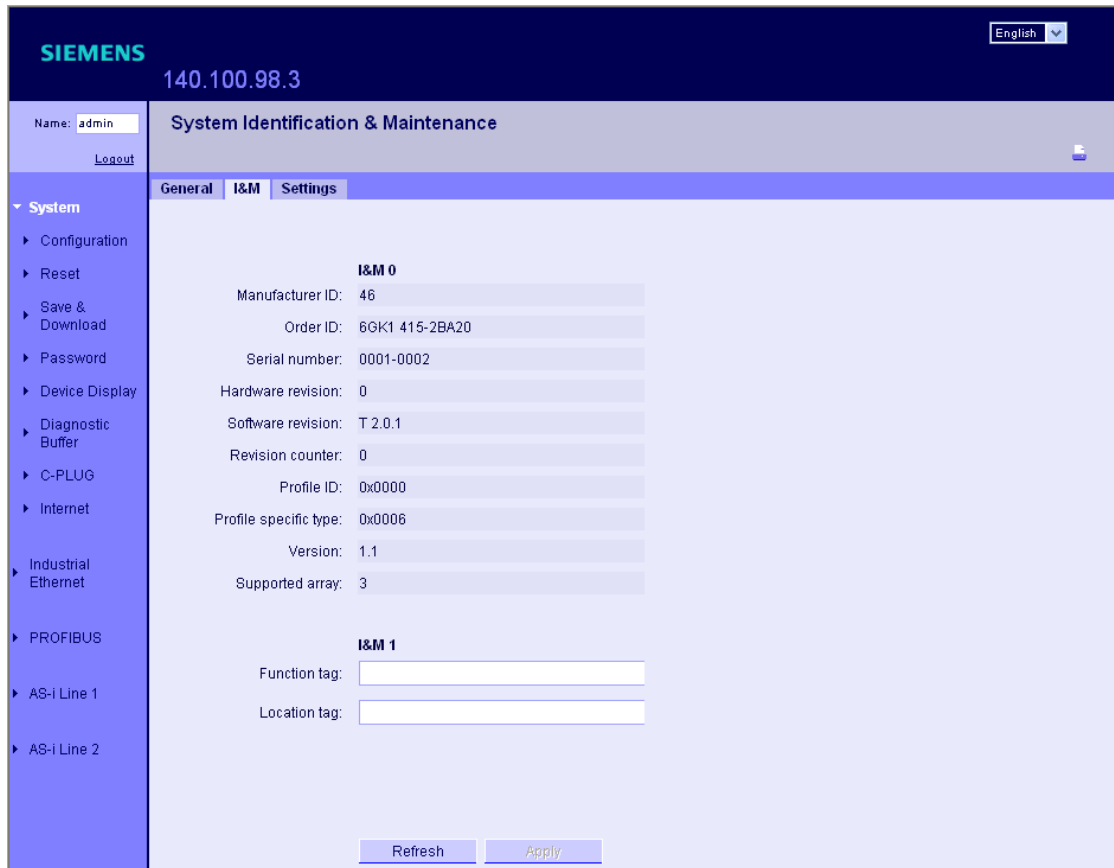 English
SIEMENS
140.100.98.3
Name: admin
Logout
System Identification & Maintenance
General I&M Settings
System
Configuration
Reset
Save &
Download
Password
Device Display
Diagnostic
Buffer
C-PLUG
Internet
Industrial
Ethernet
PROFIBUS
AS-i Line 1
AS-i Line 2
I&M 0
Manufacturer ID: 46
Order ID: 6GK1 415-2BA20
Serial number: 0001-0002
Hardware revision: 0
Software revision: T 2.0.1
Revision counter: 0
Profile ID: 0x0000
Profile specific type: 0x0006
Version: 1.1
Supported array: 3
I&M 1
Function tag:
Location tag:
Refresh Apply